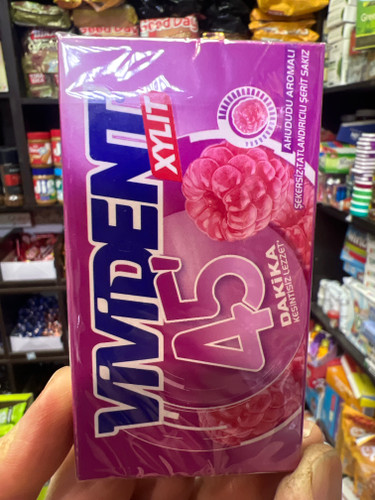 VIVIDENT
XYLIT
45'
DAKİKA
KESİNTİSİZ LEZZET
AHUDUDU AROMALI
ŞEKERSİZ TATLANDIRICILI ŞERİT SAKIZ